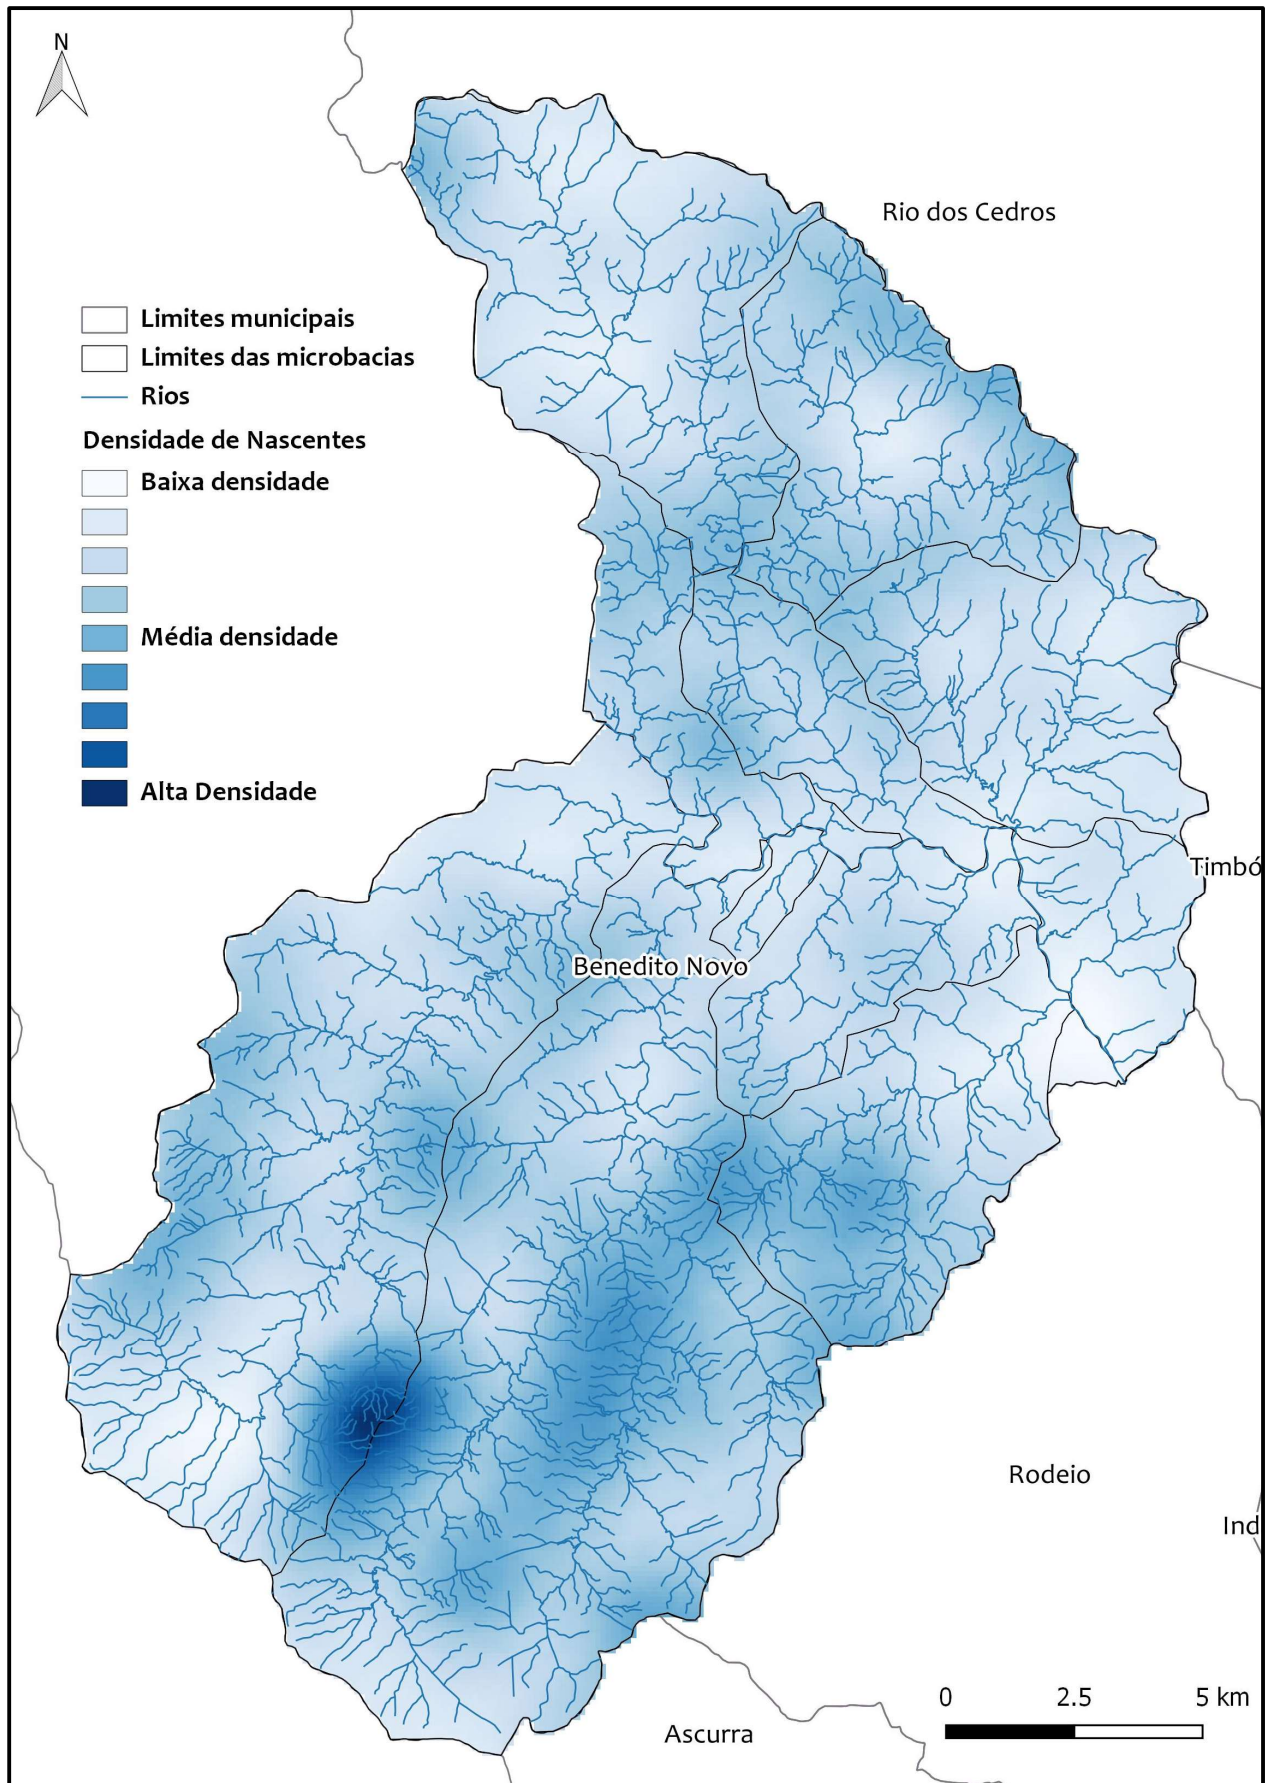 N
Rio dos Cedros
Limites municipais
Limites das microbacias
Rios
Densidade de Nascentes
Baixa densidade
Média densidade
Alta Densidade
Timbó
Benedito Novo
Rodeio
Ind
0 2.5 5 km
Ascurra